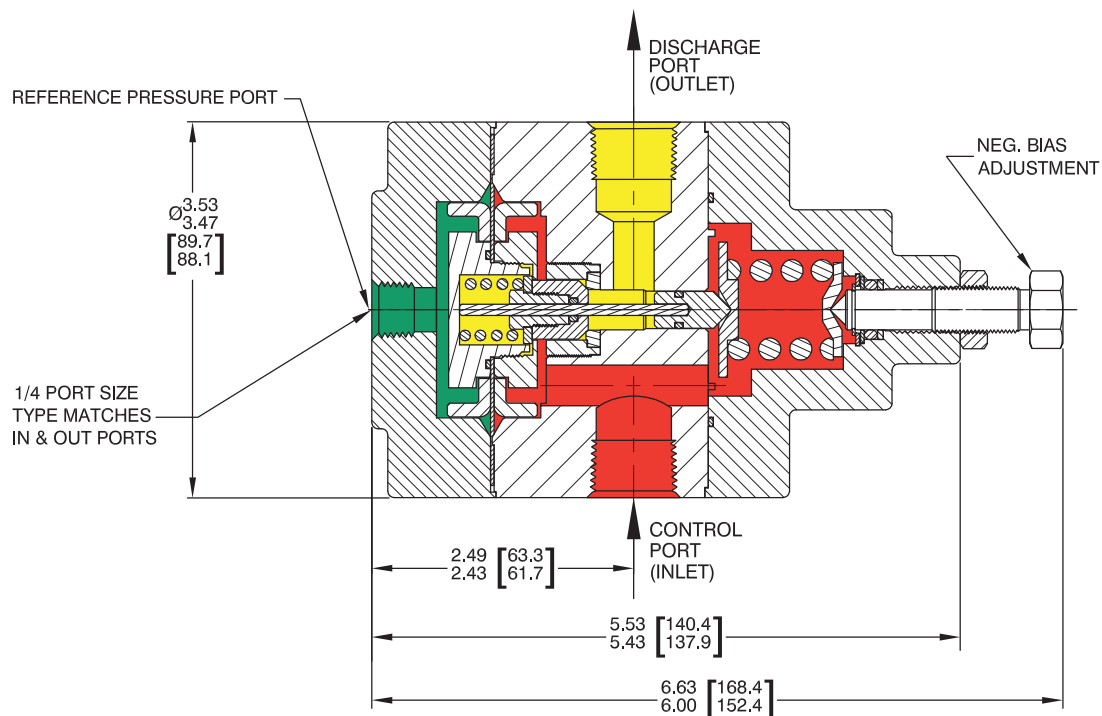 DISCHARGE
PORT
(OUTLET)
REFERENCE PRESSURE PORT
NEG. BIAS
ADJUSTMENT
Ø 3.53
3.47
[89.7
88.1]
1/4 PORT SIZE
TYPE MATCHES
IN & OUT PORTS
CONTROL
PORT
(INLET)
2.49 [63.3
2.43 61.7]
5.53 [140.4
5.43 137.9]
6.63 [168.4
6.00 152.4]